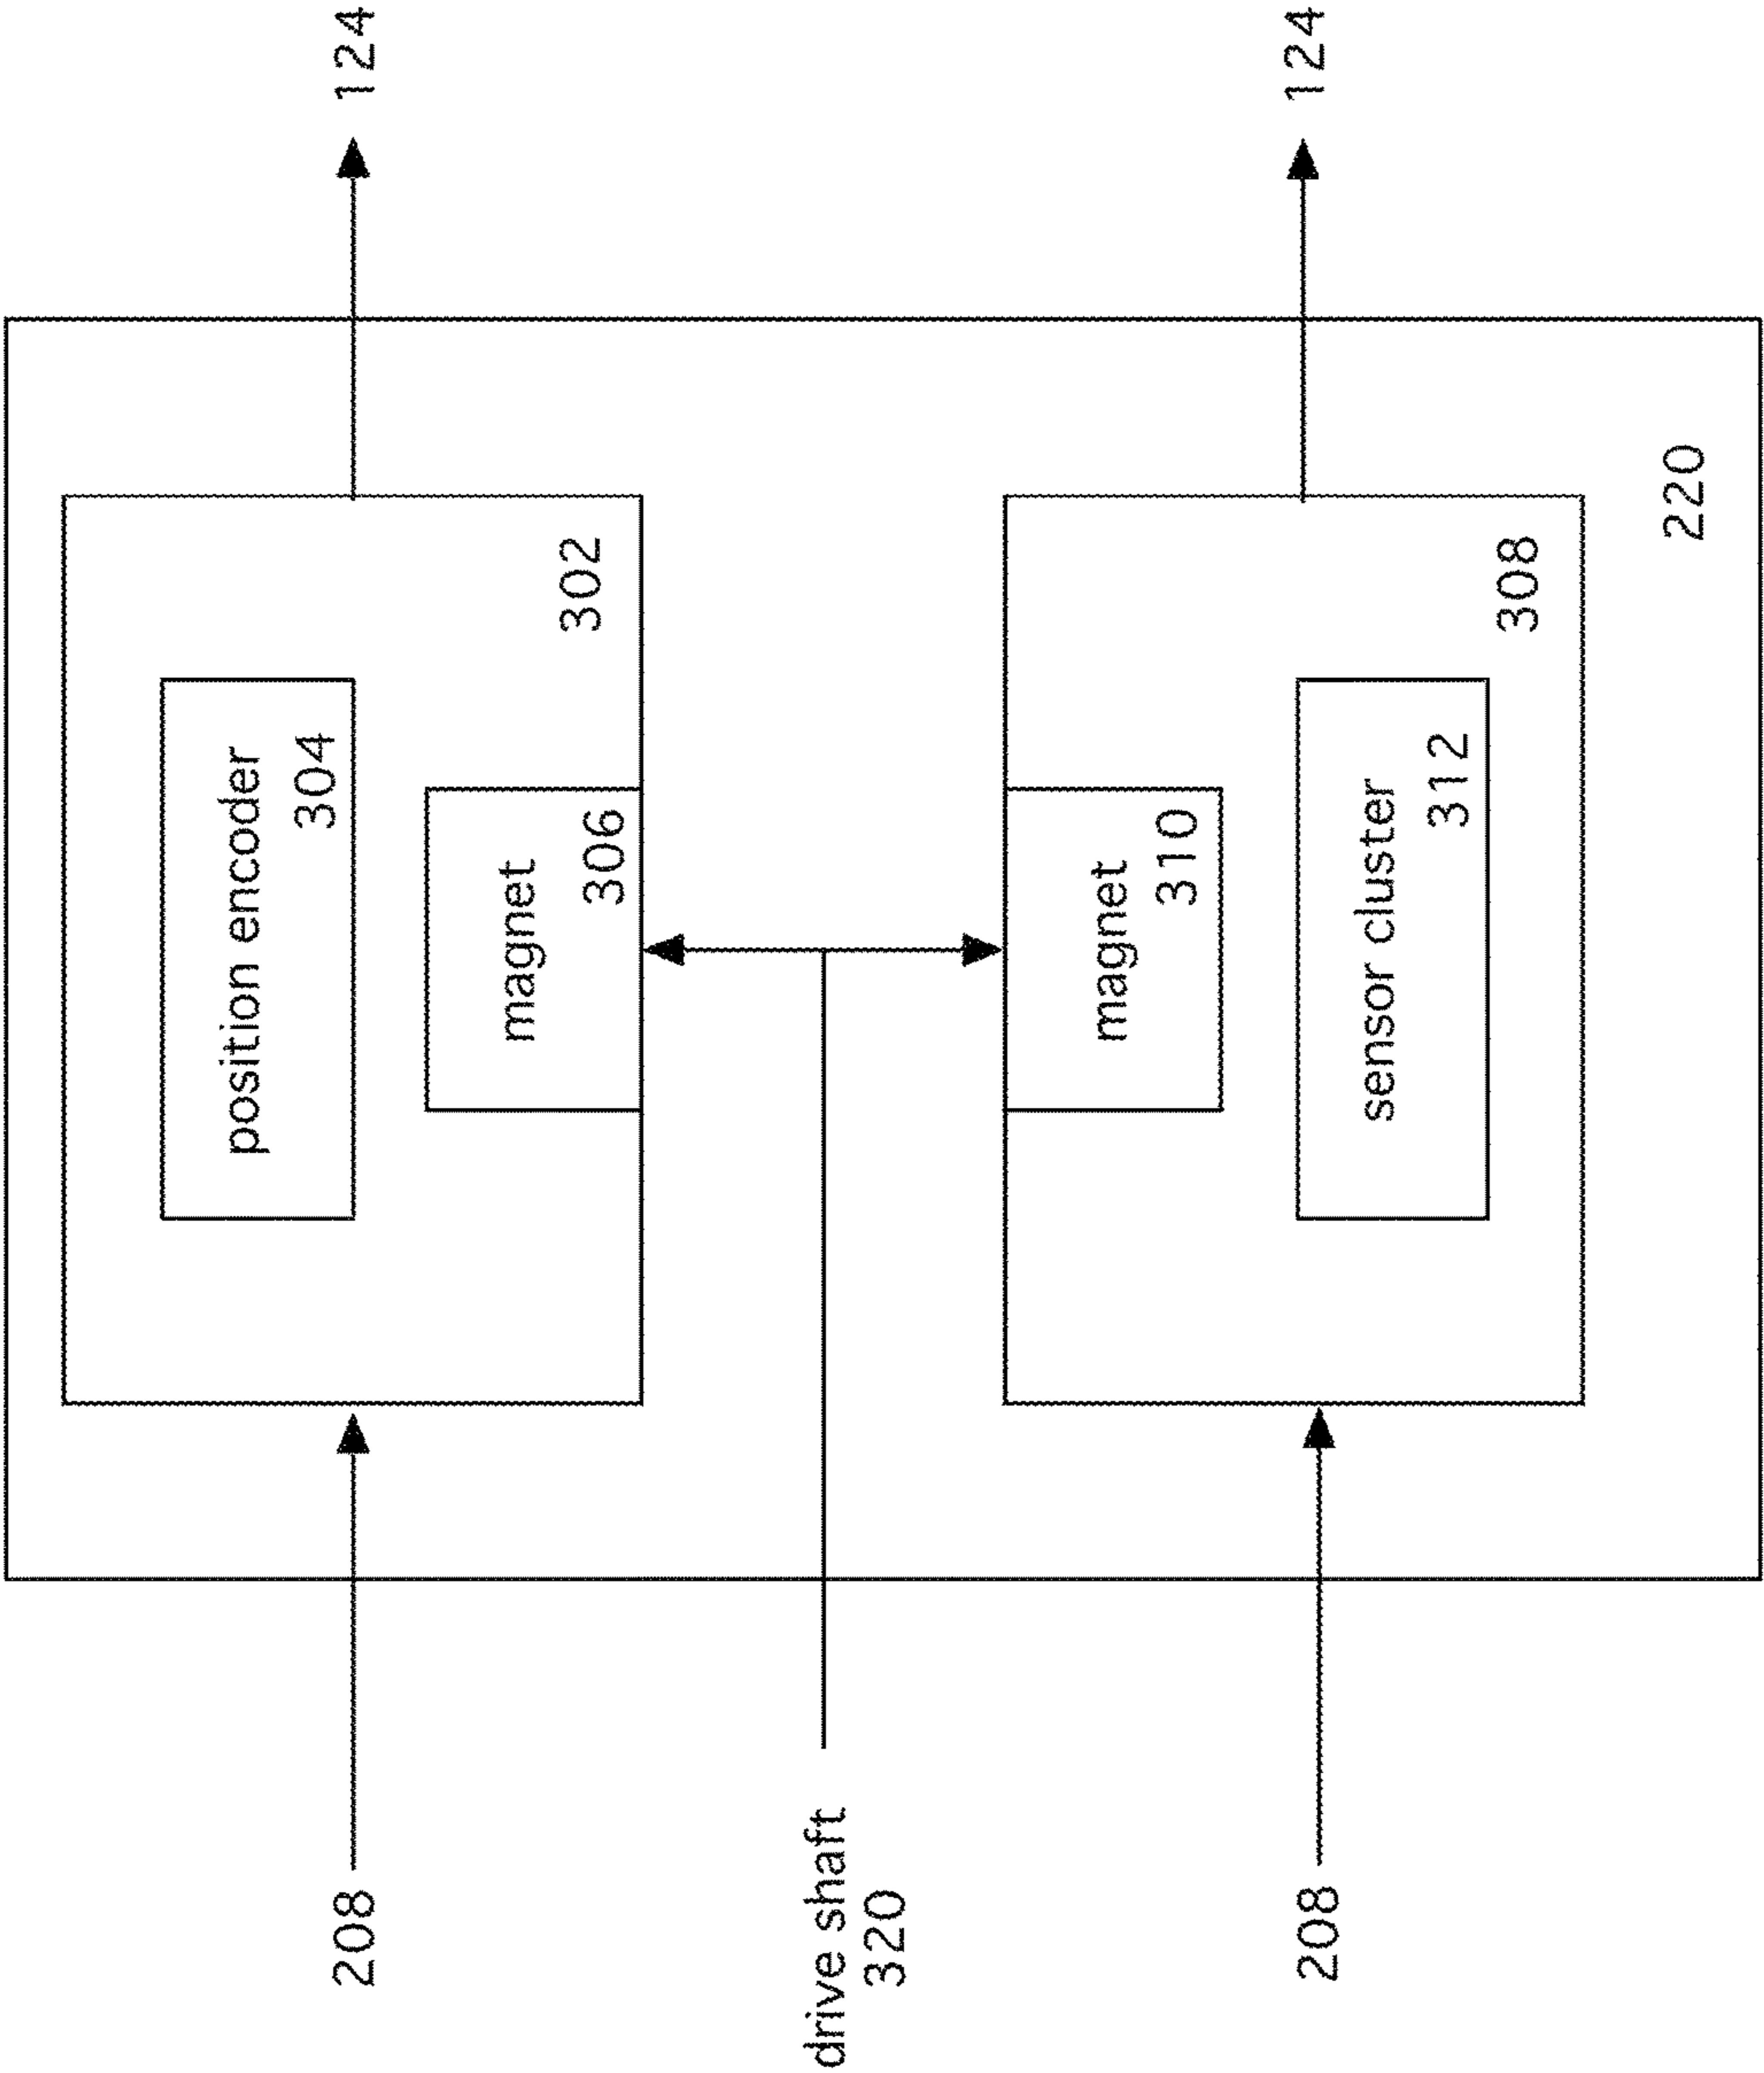 208
124
position encoder
304
302
magnet
306
drive shaft
320
magnet
310
sensor cluster
312
308
208
124
220